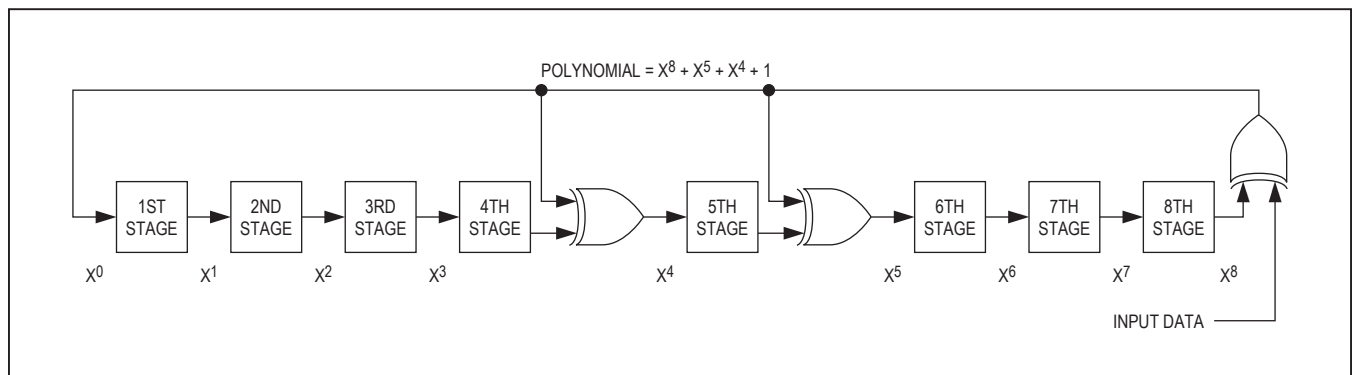 POLYNOMIAL = X⁸ + X⁵ + X⁴ + 1
1ST
STAGE
2ND
STAGE
3RD
STAGE
4TH
STAGE
5TH
STAGE
6TH
STAGE
7TH
STAGE
8TH
STAGE
X⁰
X¹
X²
X³
X⁴
X⁵
X⁶
X⁷
X⁸
INPUT DATA